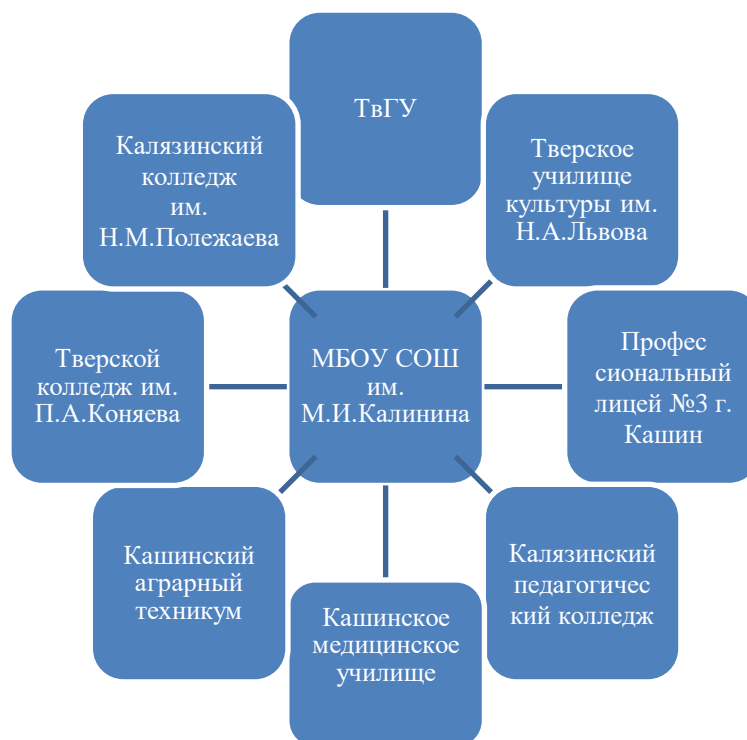 ТвГУ
Калязинский
колледж
им.
Н.М.Полежаева
Тверское
училище
культуры им.
Н.А.Львова
Тверской
колледж им.
П.А.Коняева
МБОУ СОШ
им.
М.И.Калинина
Профес
сиональный
лицей №3 г.
Кашин
Кашинский
аграрный
техникум
Кашинское
медицинское
училище
Калязинский
педагогичес
кий колледж